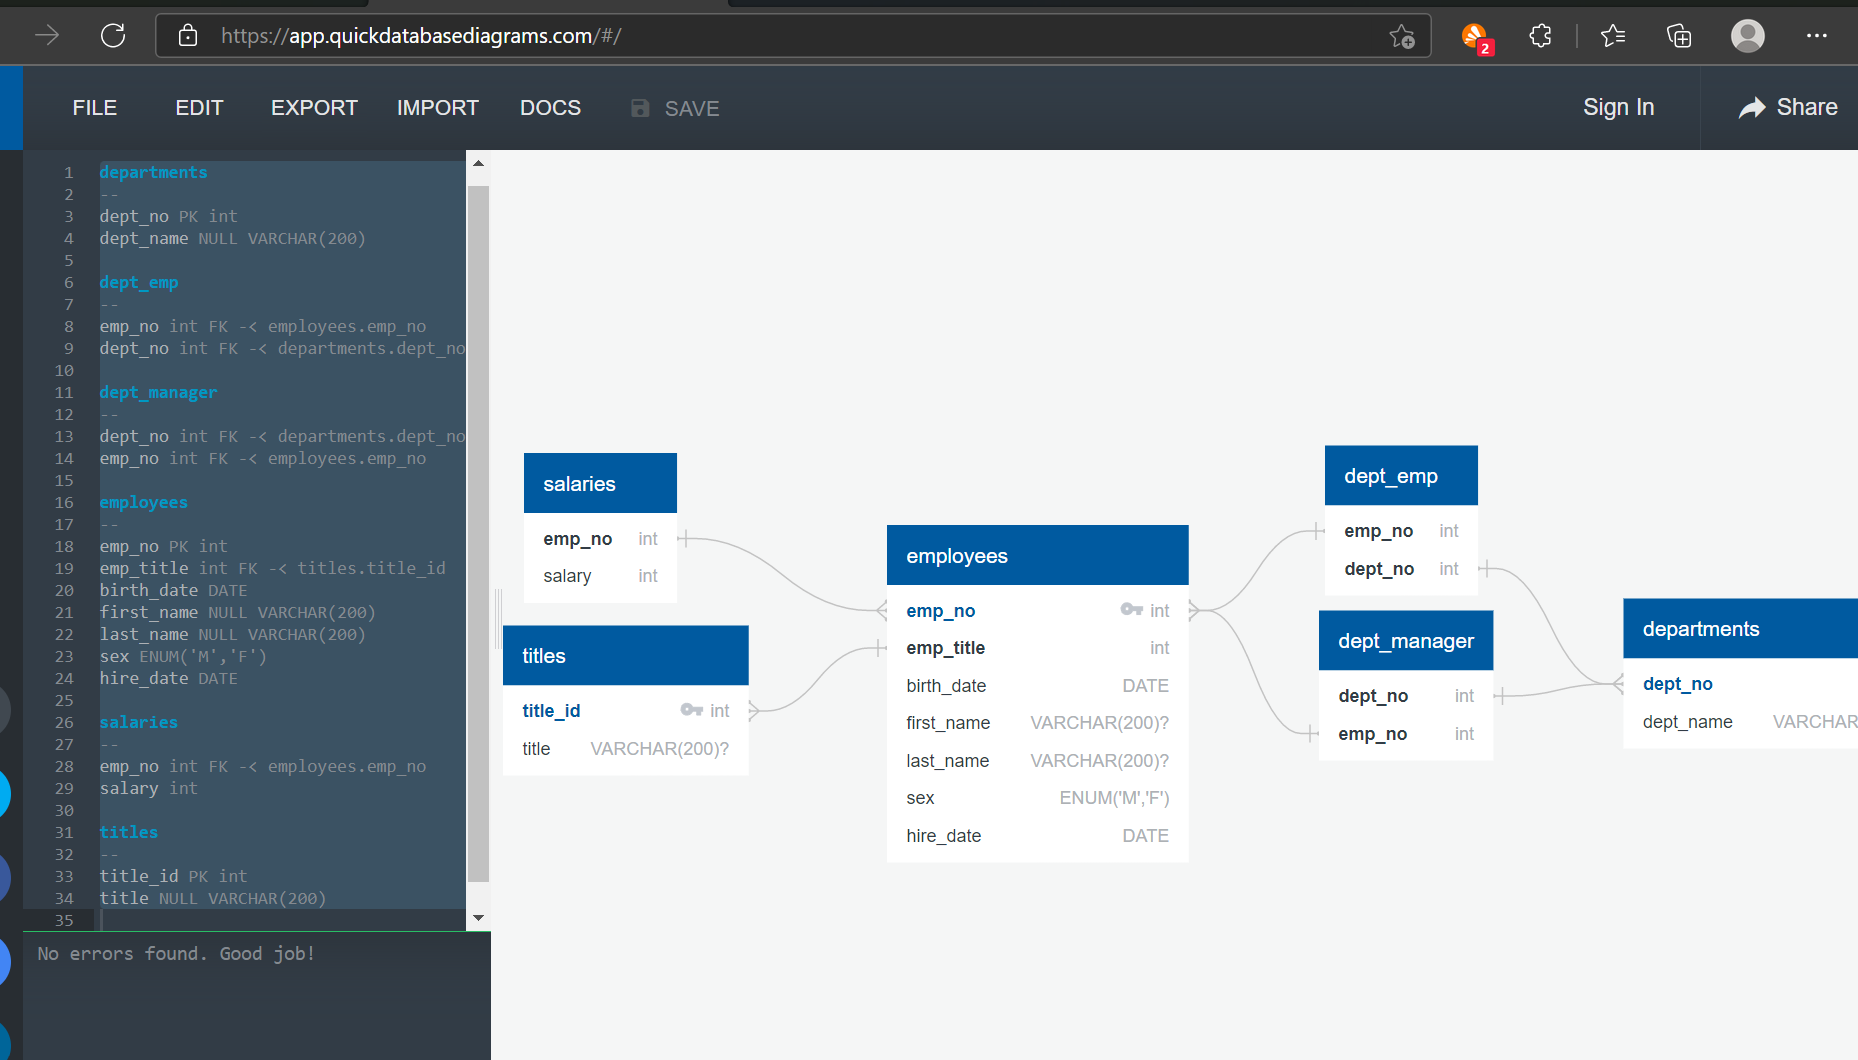 https://app.quickdatabasediagrams.com/#/
2
FILE EDIT EXPORT IMPORT DOCS SAVE Sign In Share
1 departments
2 --
3 dept_no PK int
4 dept_name NULL VARCHAR(200)
5
6 dept_emp
7 --
8 emp_no int FK -< employees.emp_no
9 dept_no int FK -< departments.dept_no
10
11 dept_manager
12 --
13 dept_no int FK -< departments.dept_no
14 emp_no int FK -< employees.emp_no
15
16 employees
17 --
18 emp_no PK int
19 emp_title int FK -< titles.title_id
20 birth_date DATE
21 first_name NULL VARCHAR(200)
22 last_name NULL VARCHAR(200)
23 sex ENUM('M','F')
24 hire_date DATE
25
26 salaries
27 --
28 emp_no int FK -< employees.emp_no
29 salary int
30
31 titles
32 --
33 title_id PK int
34 title NULL VARCHAR(200)
35
No errors found. Good job!
salaries
emp_no int
salary int
titles
title_id int
title VARCHAR(200)?
employees
emp_no int
emp_title int
birth_date DATE
first_name VARCHAR(200)?
last_name VARCHAR(200)?
sex ENUM('M','F')
hire_date DATE
dept_emp
emp_no int
dept_no int
dept_manager
dept_no int
emp_no int
departments
dept_no
dept_name VARCHAR